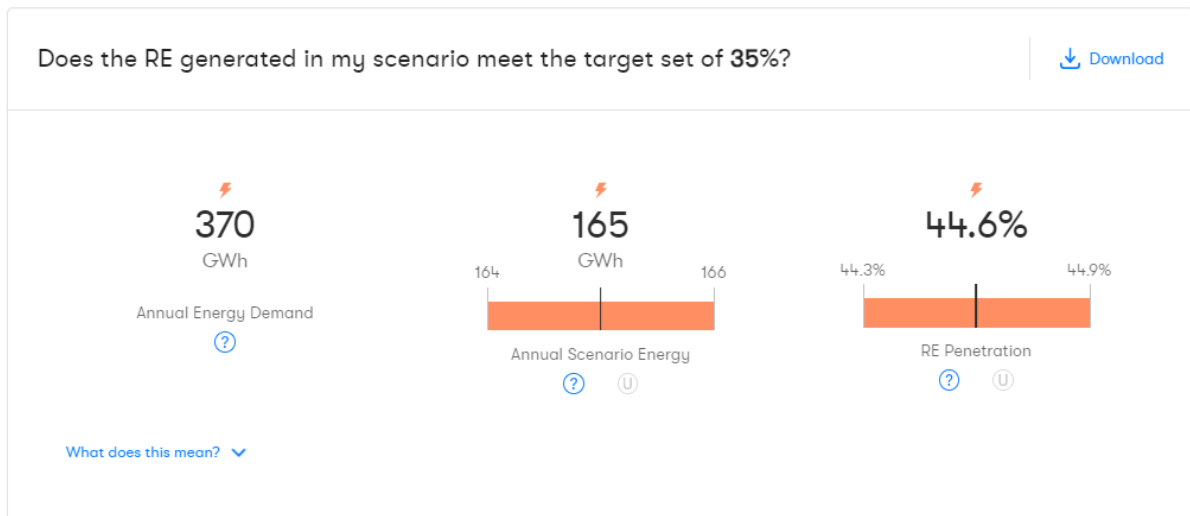 Does the RE generated in my scenario meet the target set of 35%?
Download
370
GWh
Annual Energy Demand
?
165
GWh
164
166
Annual Scenario Energy
? U
44.6%
44.3%
44.9%
RE Penetration
? U
What does this mean?